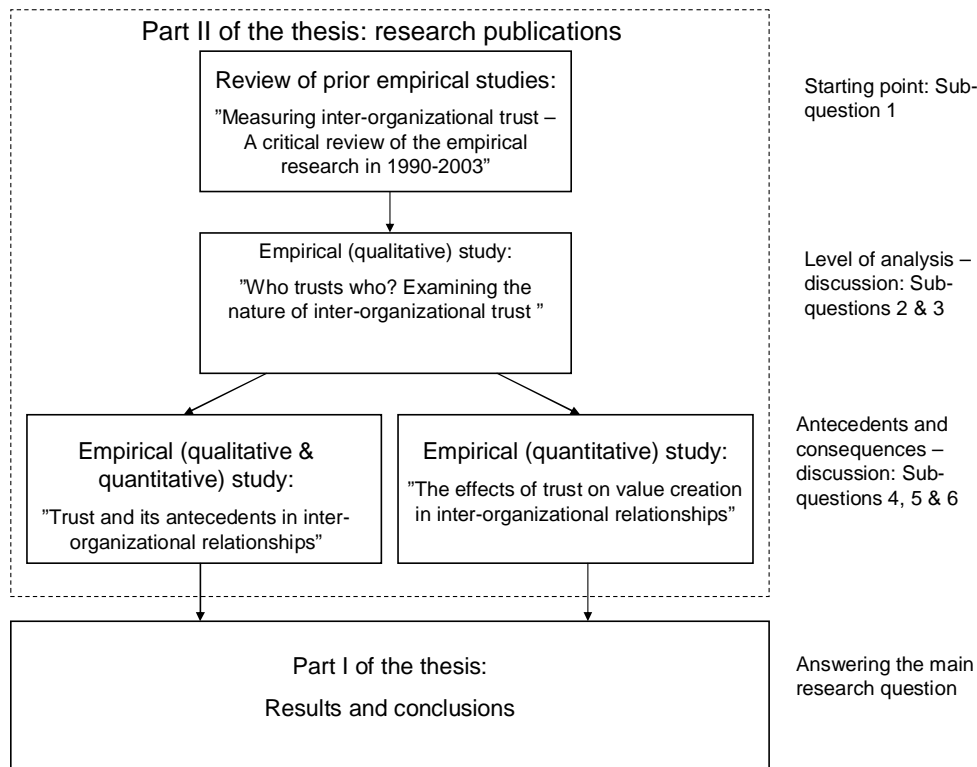 Part II of the thesis: research publications
Review of prior empirical studies:
”Measuring inter-organizational trust –
A critical review of the empirical
research in 1990-2003”
Starting point: Sub-
question 1
Empirical (qualitative) study:
”Who trusts who? Examining the
nature of inter-organizational trust ”
Level of analysis –
discussion: Sub-
questions 2 & 3
Empirical (qualitative &
quantitative) study:
”Trust and its antecedents in inter-
organizational relationships”
Empirical (quantitative) study:
”The effects of trust on value creation
in inter-organizational relationships”
Antecedents and
consequences –
discussion: Sub-
questions 4, 5 & 6
Part I of the thesis:
Results and conclusions
Answering the main
research question